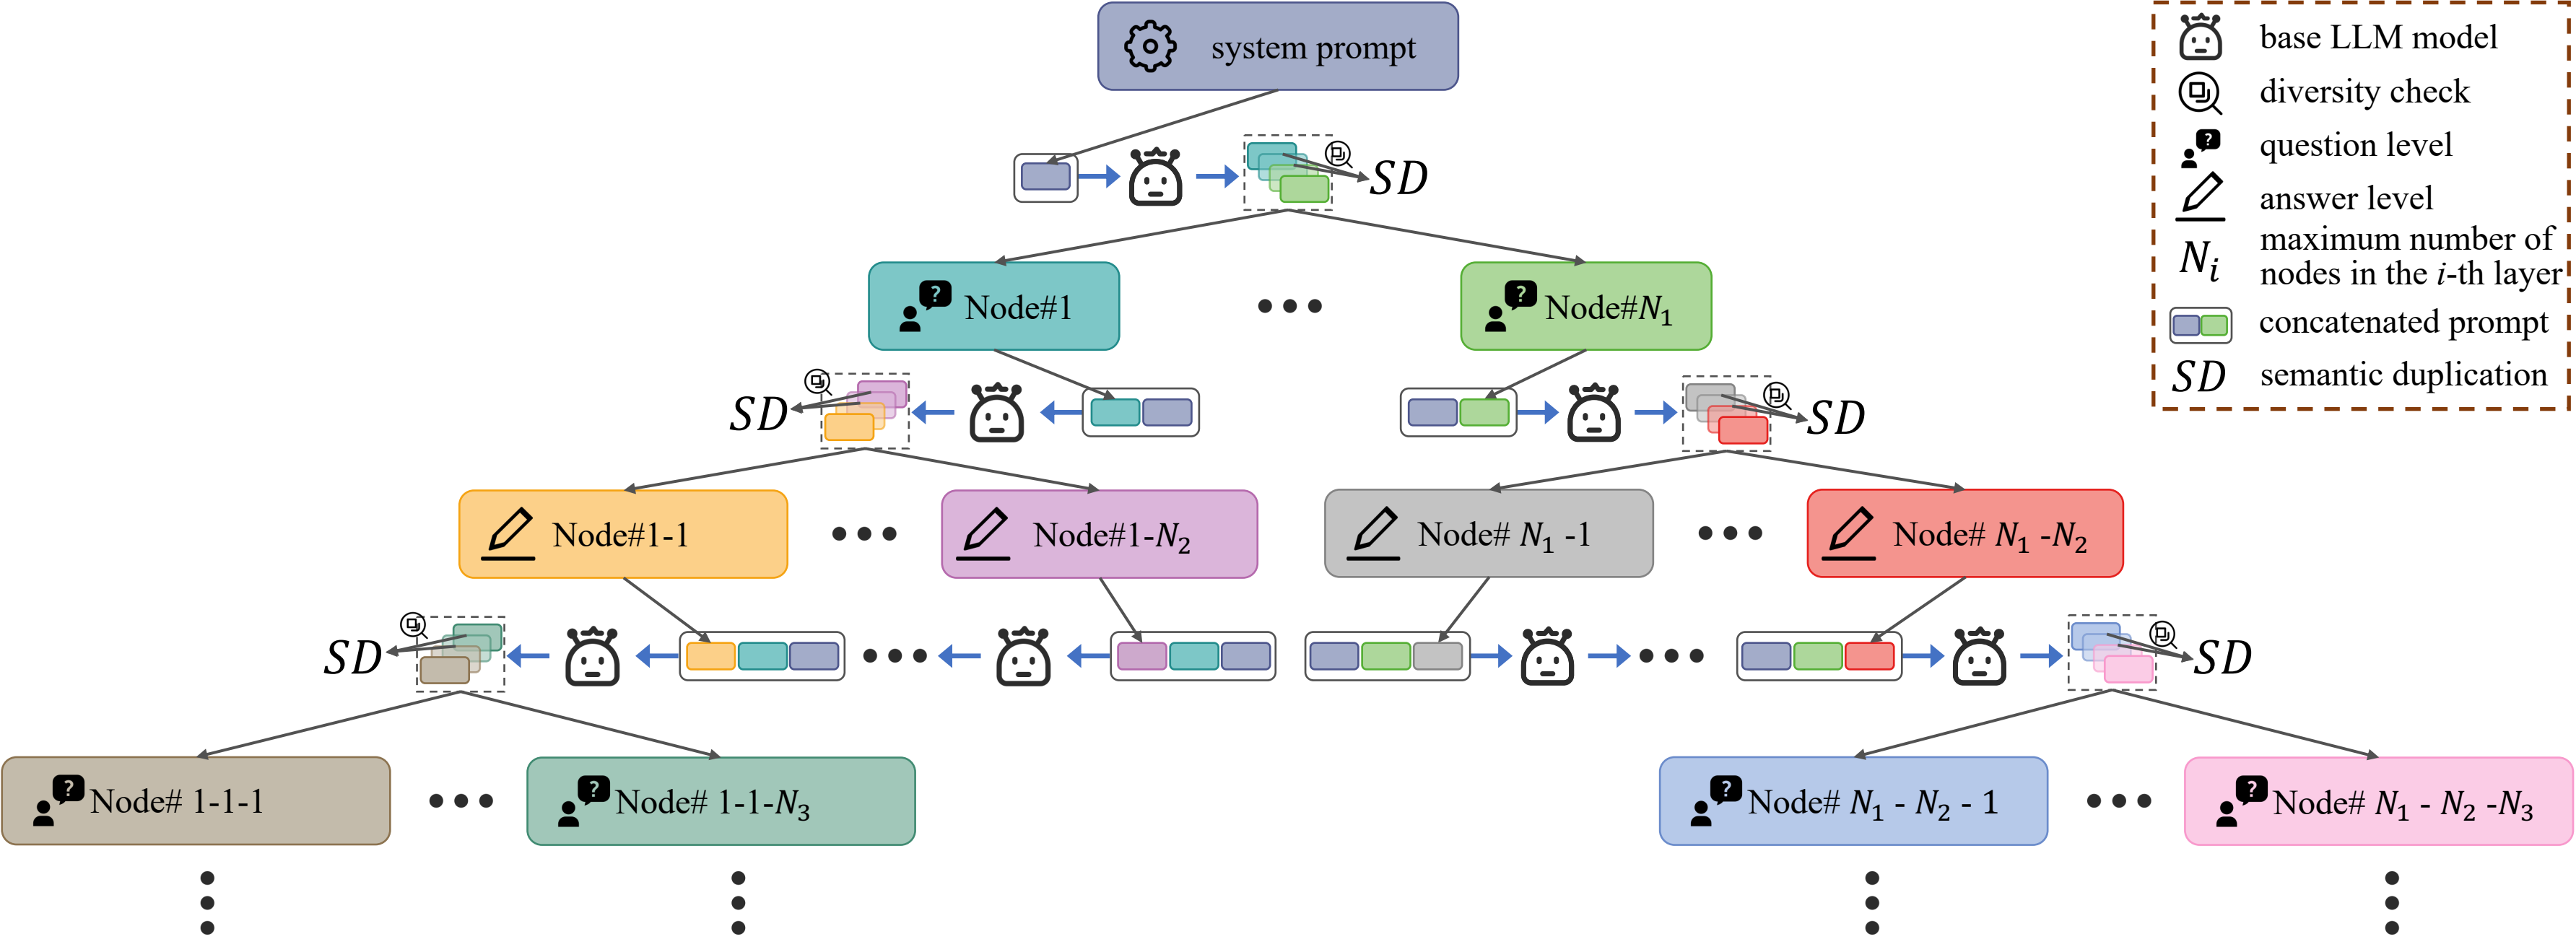 system prompt
SD
Node#1
Node#N₁
SD
SD
Node#1-1
Node#1-N₂
Node# N₁ -1
Node# N₁ -N₂
SD
SD
Node# 1-1-1
Node# 1-1-N₃
Node# N₁ - N₂ - 1
Node# N₁ - N₂ -N₃
base LLM model
diversity check
? question level
answer level
Nᵢ maximum number of
nodes in the i-th layer
concatenated prompt
SD semantic duplication